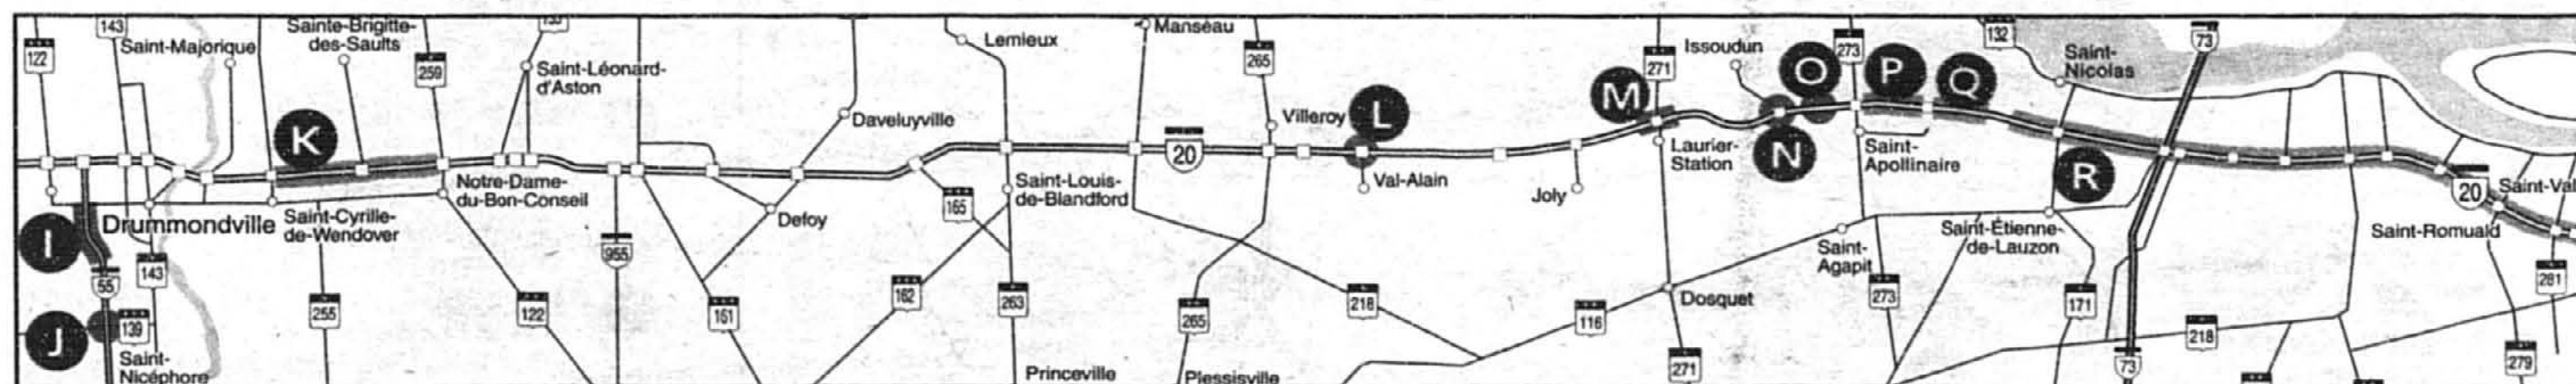 143
Saint-Majorique
122
Sainte-Brigitte-
des-Saults
259
Saint-Léonard-
d'Aston
Lemieux
Manseau
265
Daveluyville
Villeroy
L
K
20
M
271
Issoudun
O
273
P
Q
132
Saint-
Nicolas
73
Laurier-
Station
N
Saint-
Apollinaire
R
20
Saint-Val
Drummondville
Saint-Cyrille-
de-Wendover
Notre-Dame-
du-Bon-Conseil
Defoy
165
Saint-Louis-
de-Blandford
Val-Alain
Joly
I
55
143
955
Saint-
Agapit
Saint-Étienne-
de-Lauzon
Saint-Romuald
J
139
Saint-
Nicéphore
255
122
161
162
263
265
218
116
Dosquet
273
171
218
281
271
73
279
Princeville
Plessisville